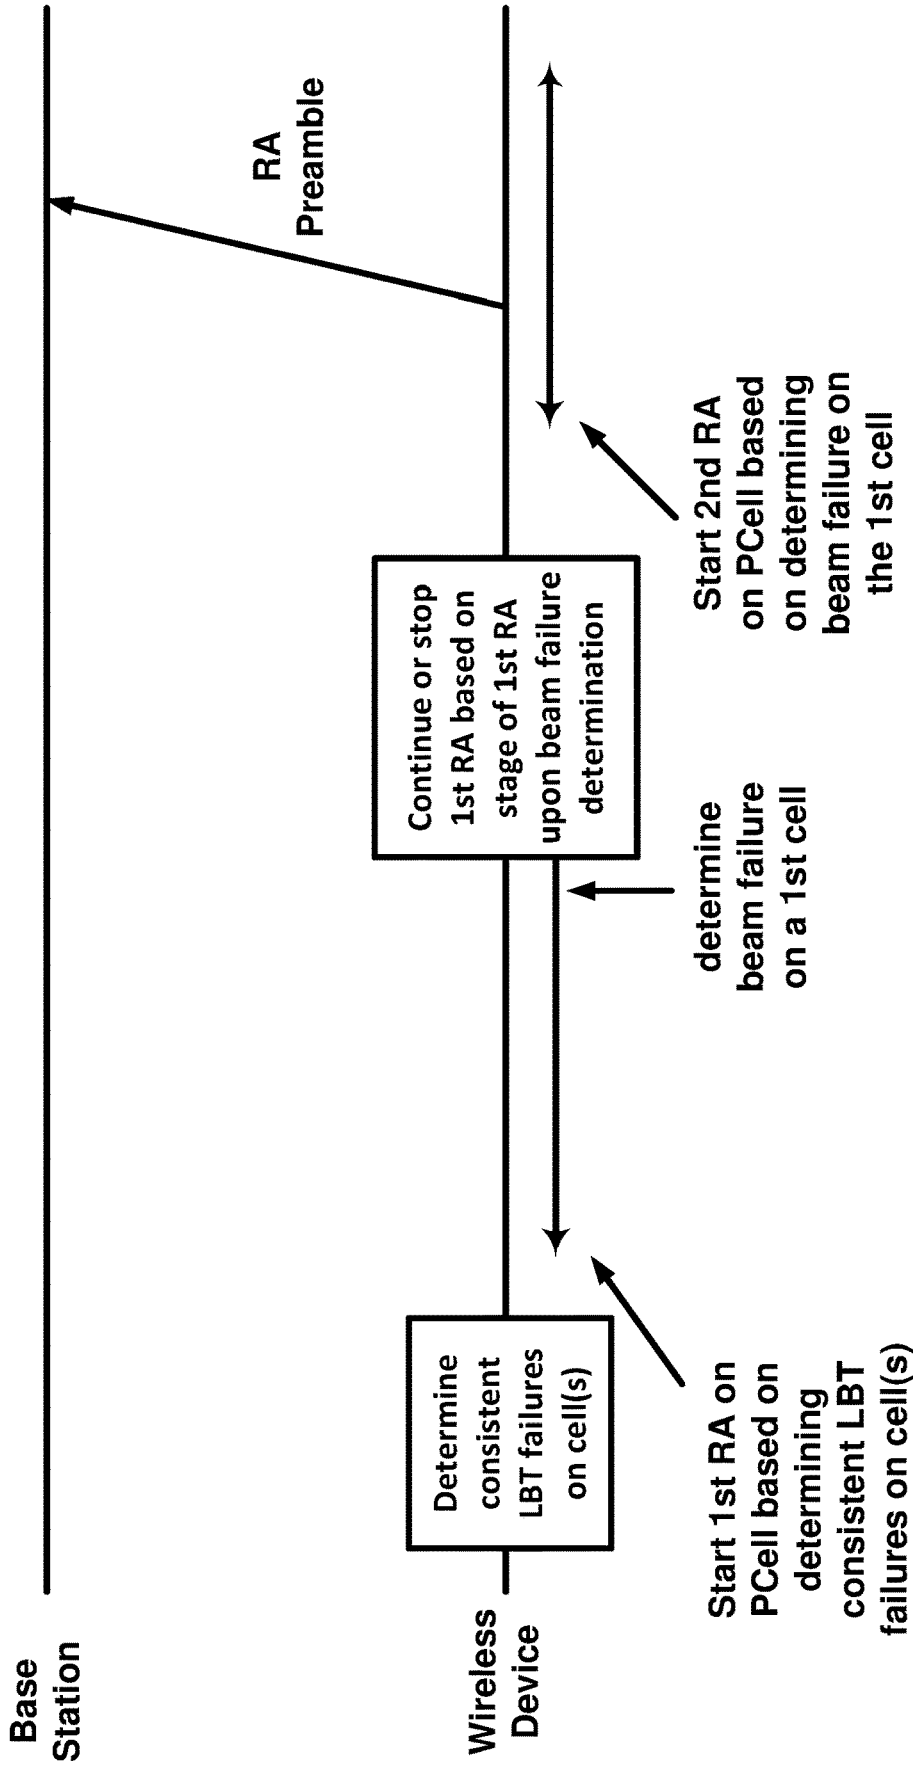 Base
Station
RA
Preamble
Wireless
Device
Determine
consistent
LBT failures
on cell(s)
Continue or stop
1st RA based on
stage of 1st RA
upon beam failure
determination
Start 1st RA on
PCell based on
determining
consistent LBT
failures on cell(s)
determine
beam failure
on a 1st cell
Start 2nd RA
on PCell based
on determining
beam failure on
the 1st cell